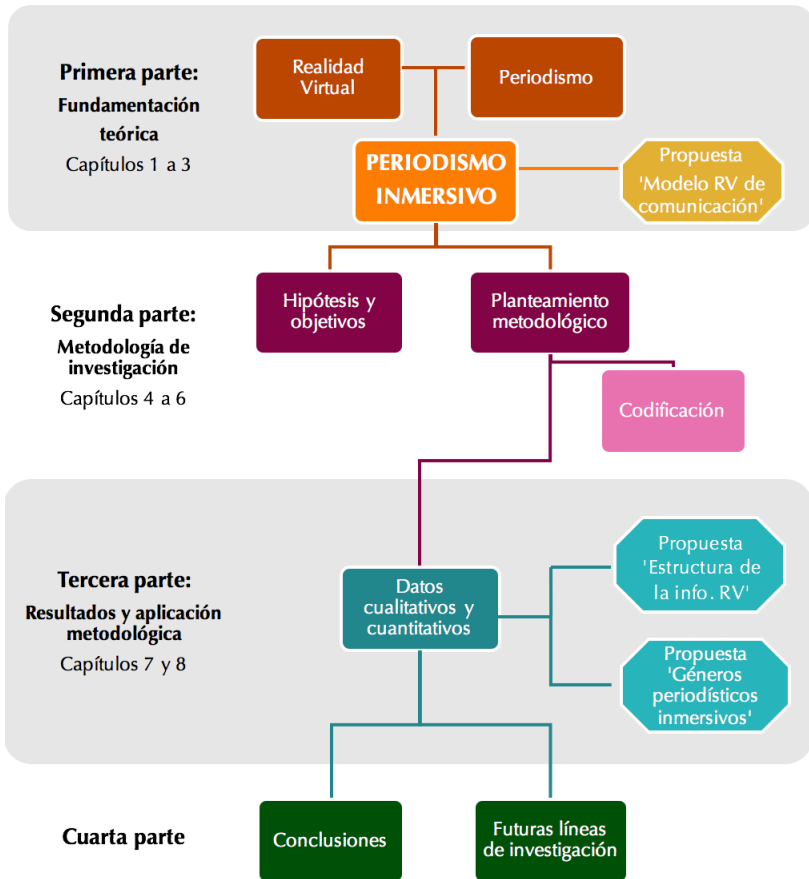 Primera parte:
Fundamentación
teórica
Capítulos 1 a 3
Realidad
Virtual
Periodismo
PERIODISMO
INMERSIVO
Propuesta
'Modelo RV de
comunicación'
Segunda parte:
Metodología de
investigación
Capítulos 4 a 6
Hipótesis y
objetivos
Planteamiento
metodológico
Codificación
Tercera parte:
Resultados y aplicación
metodológica
Capítulos 7 y 8
Datos
cualitativos y
cuantitativos
Propuesta
'Estructura de
la info. RV'
Propuesta
'Géneros
periodísticos
inmersivos'
Cuarta parte
Conclusiones
Futuras líneas
de investigación